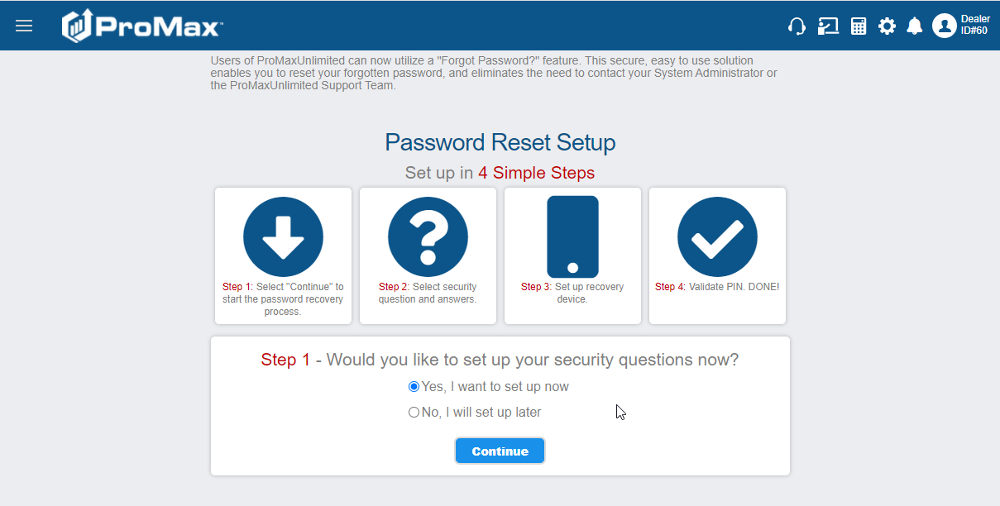 ProMax™
Dealer
ID#60
Users of ProMaxUnlimited can now utilize a "Forgot Password?" feature. This secure, easy to use solution
enables you to reset your forgotten password, and eliminates the need to contact your System Administrator or
the ProMaxUnlimited Support Team.
Password Reset Setup
Set up in 4 Simple Steps
Step 1: Select "Continue" to
start the password recovery
process.
Step 2: Select security
question and answers.
Step 3: Set up recovery
device.
Step 4: Validate PIN. DONE!
Step 1 - Would you like to set up your security questions now?
Yes, I want to set up now
No, I will set up later
Continue